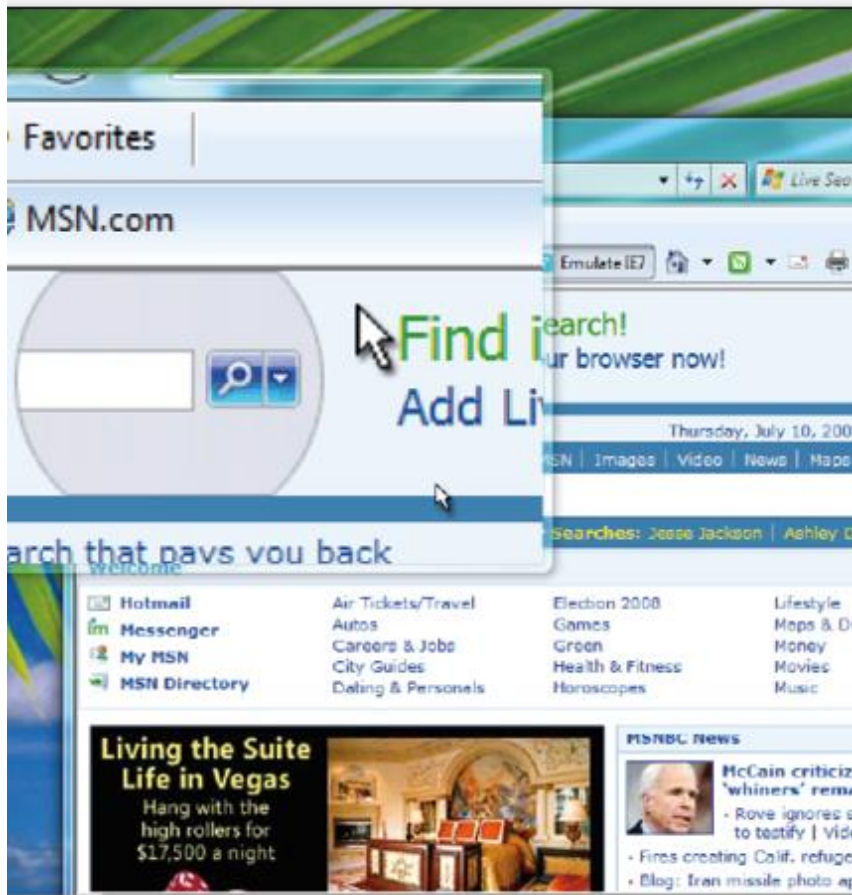 Favorites
MSN.com
Live Sea
Emulate IE7
Find i
earch!
Add Li
ur browser now!
Thursday, July 10, 200
MSN | Images | Video | News | Maps
Searches: Jesse Jackson | Ashley D
arch that pays you back
Welcome
Hotmail
Messenger
My MSN
MSN Directory
Air Tickets/Travel
Autos
Careers & Jobs
City Guides
Dating & Personals
Election 2008
Games
Green
Health & Fitness
Horoscopes
Lifestyle
Maps & D
Money
Movies
Music
Living the Suite
Life in Vegas
Hang with the
high rollers for
$17,500 a night
MSNBC News
McCain criticiz
'whiners' rema
· Rove ignores s
to testify | Vide
· Fires creating Calif. refuge
· Blog: Iran missile photo ap